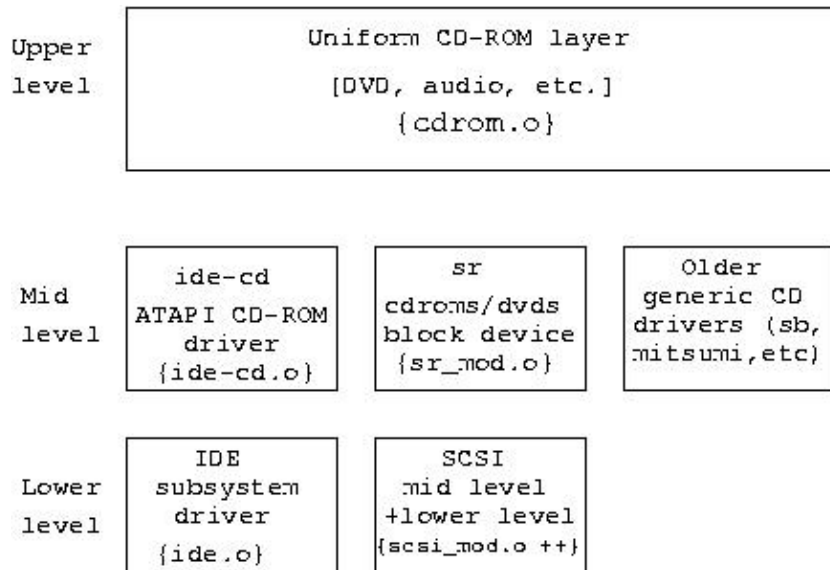 Upper
level
Uniform CD-ROM layer
[DVD, audio, etc.]
{cdrom.o}
Mid
level
ide-cd
ATAPI CD-ROM
driver
{ide-cd.o}
sr
cdroms/dvds
block device
{sr_mod.o}
Older
generic CD
drivers (sb,
mitsumi,etc)
Lower
level
IDE
subsystem
driver
{ide.o}
SCSI
mid level
+lower level
{scsi_mod.o ++}